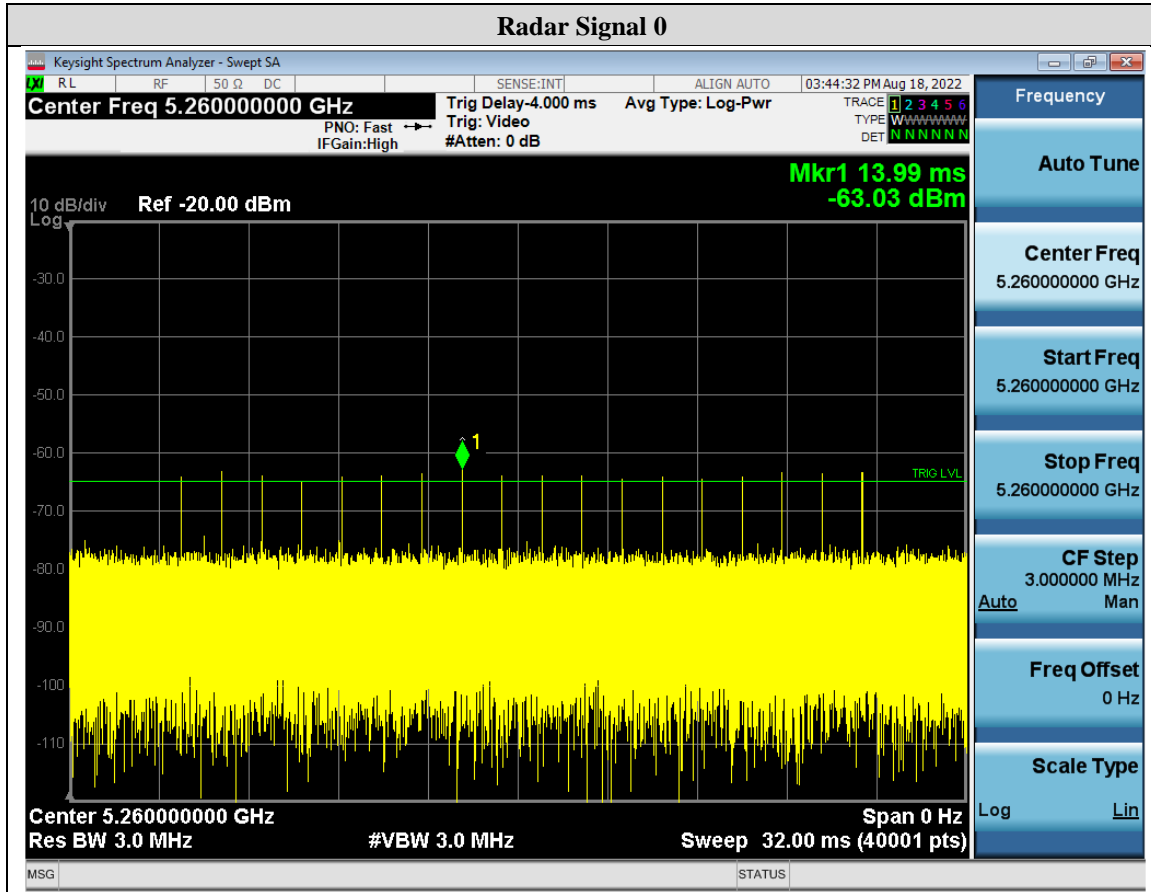 Radar Signal 0
Keysight Spectrum Analyzer - Swept SA
LXI RL RF 50 Ω DC SENSE:INT ALIGN AUTO 03:44:32 PM Aug 18, 2022
Center Freq 5.260000000 GHz
PNO: Fast
IFGain:High
Trig Delay-4.000 ms
Trig: Video
#Atten: 0 dB
Avg Type: Log-Pwr
TRACE 1 2 3 4 5 6
TYPE WWWWWW
DET N N N N N N
Mkr1 13.99 ms
-63.03 dBm
10 dB/div Ref -20.00 dBm
Log
-30.0
-40.0
-50.0
-60.0
-70.0
-80.0
-90.0
-100
-110
1
TRIG LVL
Center 5.260000000 GHz Span 0 Hz
Res BW 3.0 MHz #VBW 3.0 MHz Sweep 32.00 ms (40001 pts)
MSG STATUS
Frequency
Auto Tune
Center Freq
5.260000000 GHz
Start Freq
5.260000000 GHz
Stop Freq
5.260000000 GHz
CF Step
3.000000 MHz
Auto Man
Freq Offset
0 Hz
Scale Type
Log Lin